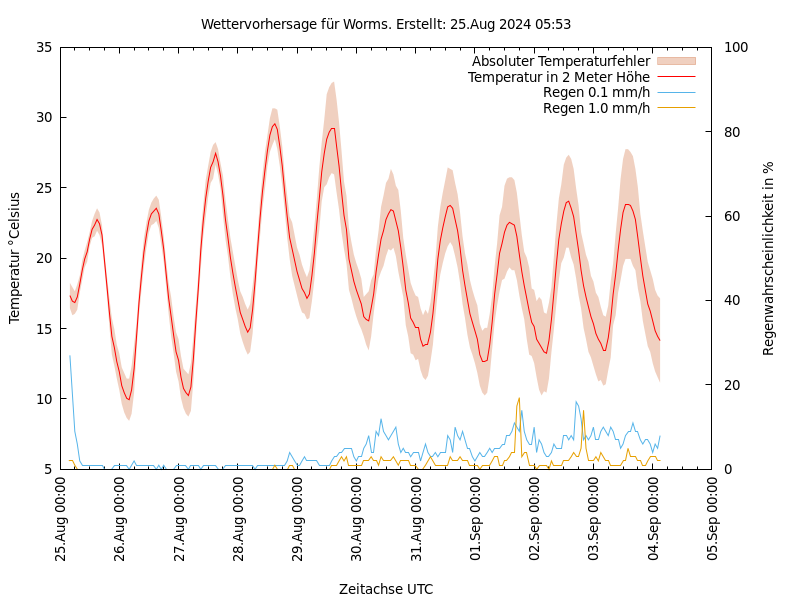 Wettervorhersage für Worms. Erstellt: 25.Aug 2024 05:53
Absoluter Temperaturfehler
Temperatur in 2 Meter Höhe
Regen 0.1 mm/h
Regen 1.0 mm/h
Temperatur °Celsius
35
30
25
20
15
10
5
100
80
60
40
20
0
Regenwahrscheinlichkeit in %
25.Aug 00:00
26.Aug 00:00
27.Aug 00:00
28.Aug 00:00
29.Aug 00:00
30.Aug 00:00
31.Aug 00:00
01.Sep 00:00
02.Sep 00:00
03.Sep 00:00
04.Sep 00:00
05.Sep 00:00
Zeitachse UTC